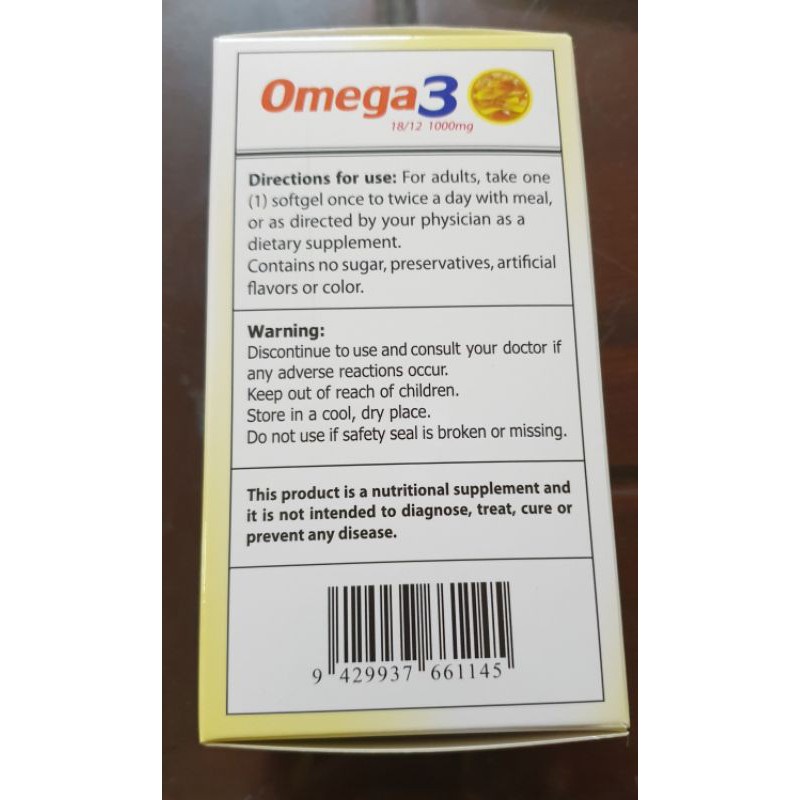 Omega3
18/12 1000mg
Directions for use: For adults, take one
(1) softgel once to twice a day with meal,
or as directed by your physician as a
dietary supplement.
Contains no sugar, preservatives, artificial
flavors or color.
Warning:
Discontinue to use and consult your doctor if
any adverse reactions occur.
Keep out of reach of children.
Store in a cool, dry place.
Do not use if safety seal is broken or missing.
This product is a nutritional supplement and
it is not intended to diagnose, treat, cure or
prevent any disease.
9 429937 661145